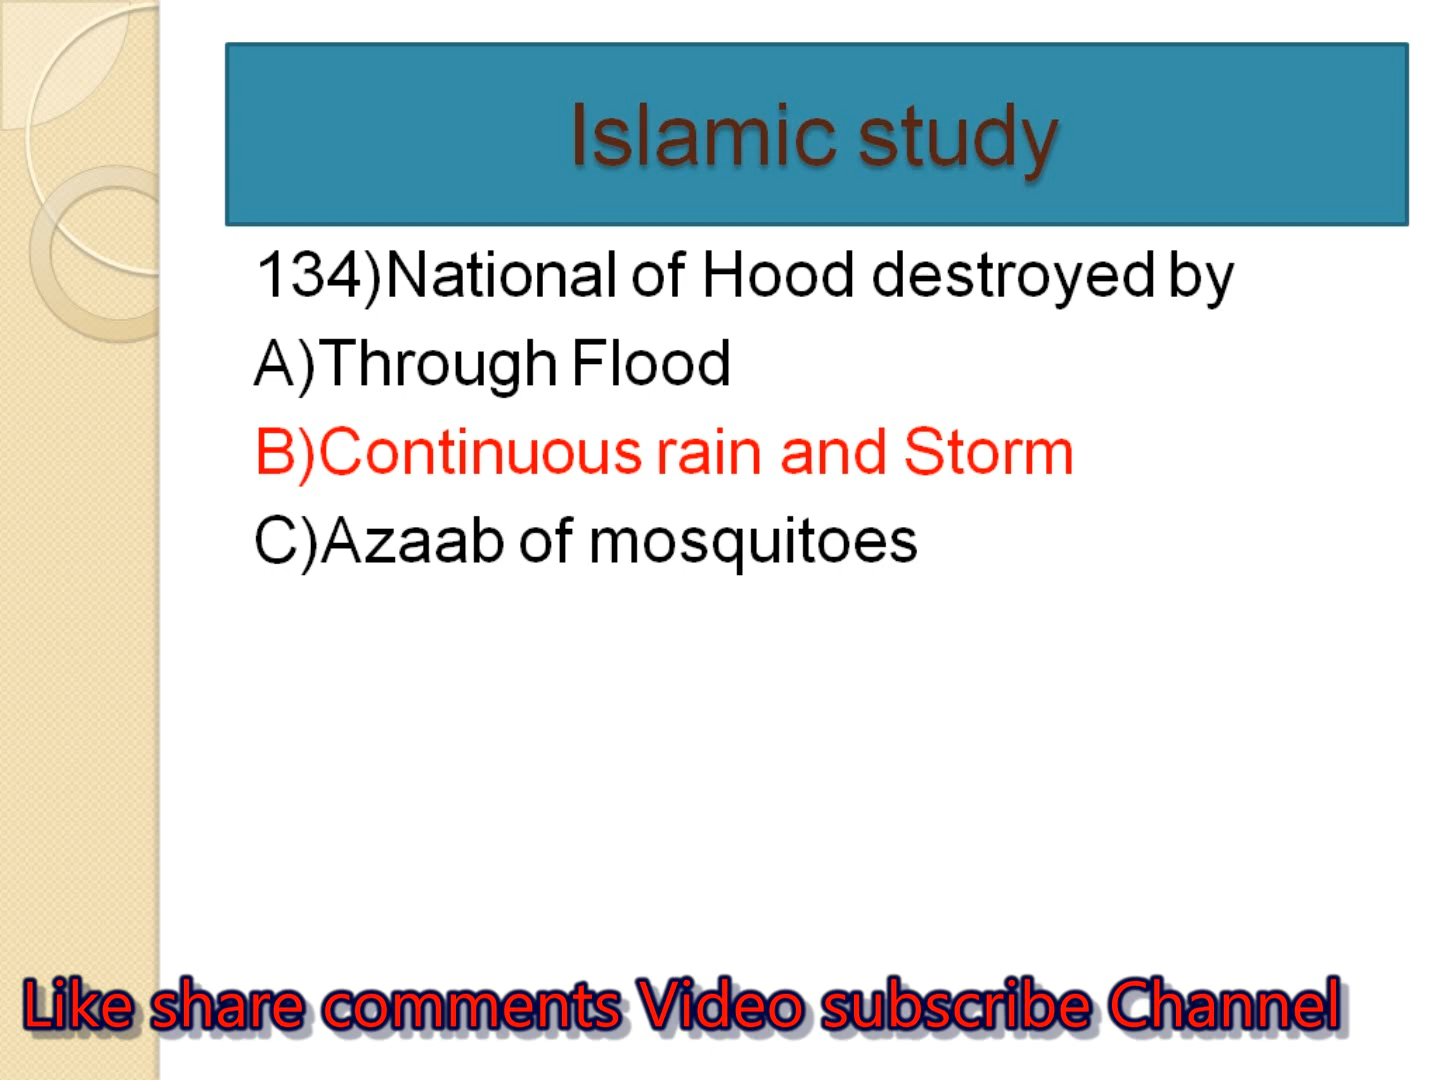 Islamic study
134)National of Hood destroyed by
A)Through Flood
B)Continuous rain and Storm
C)Azaab of mosquitoes
Like share comments Video subscribe Channel